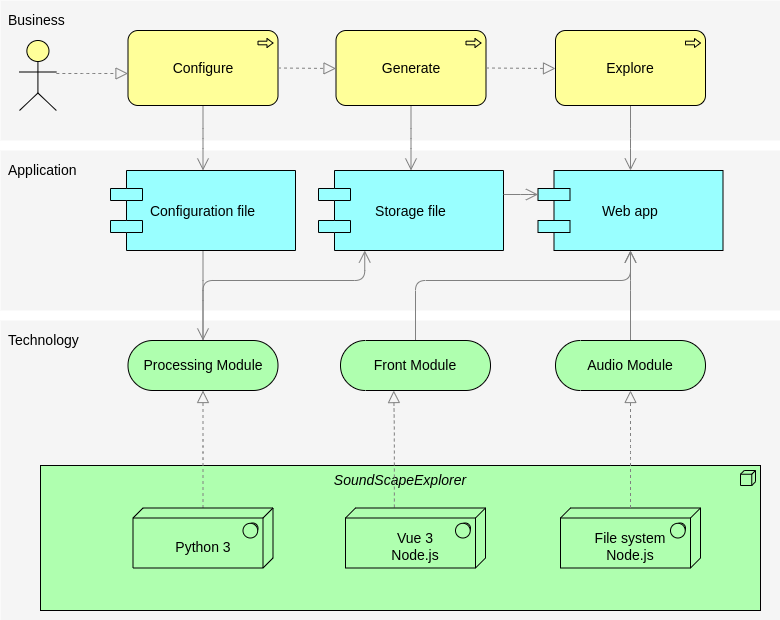 Business
Configure
Generate
Explore
Application
Configuration file
Storage file
Web app
Technology
Processing Module
Front Module
Audio Module
SoundScapeExplorer
Python 3
Vue 3
Node.js
File system
Node.js